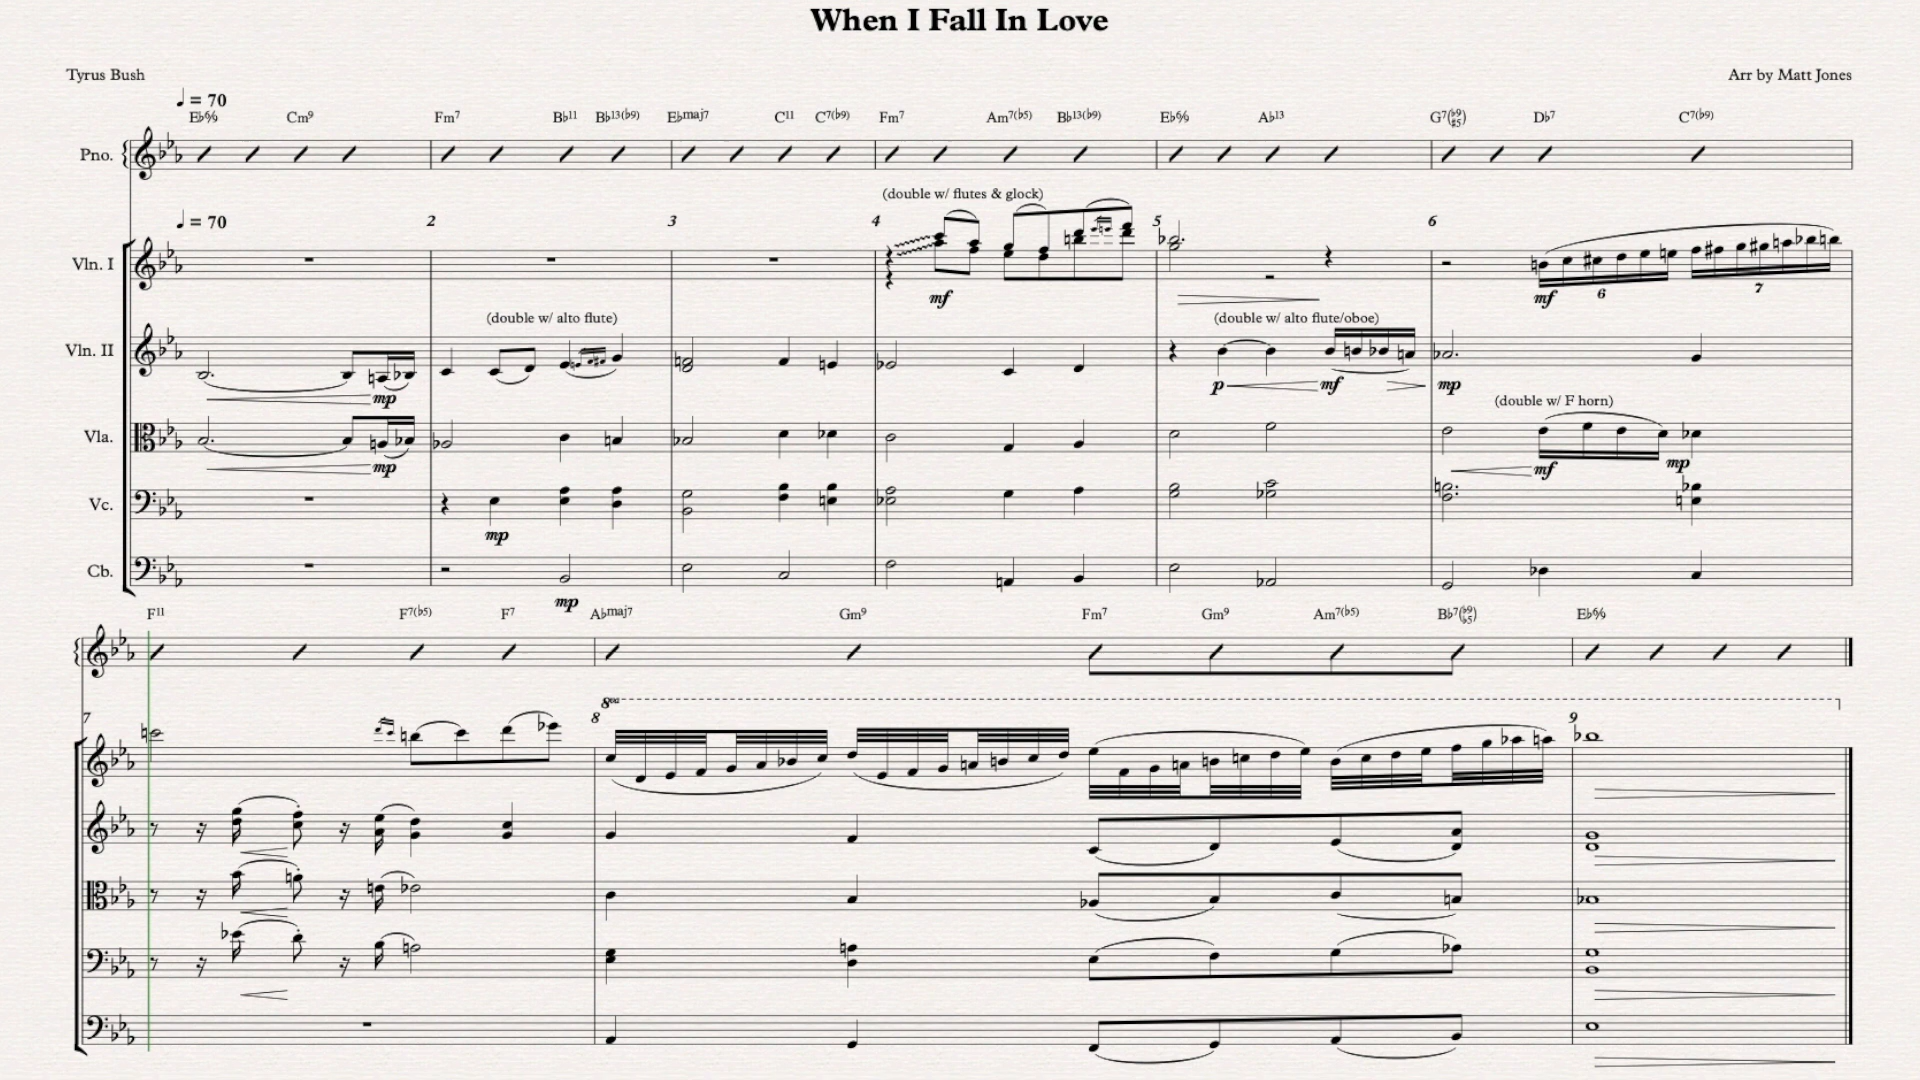 When I Fall In Love
Tyrus Bush
Arr by Matt Jones
♩ = 70
E♭6/9 Cm9 Fm7 B♭11 B♭13(♭9) E♭maj7 C11 C7(♭9) Fm7 Am7(♭5) B♭13(♭9) E♭6/9 A♭13 G7(♭9♯5) D♭7 C7(♭9)
Pno.
(double w/ flutes & glock)
♩ = 70 2 3 4 5 6
Vln. I
mf mf 6 7
(double w/ alto flute) (double w/ alto flute/oboe)
Vln. II
mp p mf mp
(double w/ F horn)
Vla.
mp mf mp
Vc.
mp
Cb.
mp
F11 F7(♭5) F7 A♭maj7 Gm9 Fm7 Gm9 Am7(♭5) B♭7(♭9♭5) E♭6/9
8va
7 8 9